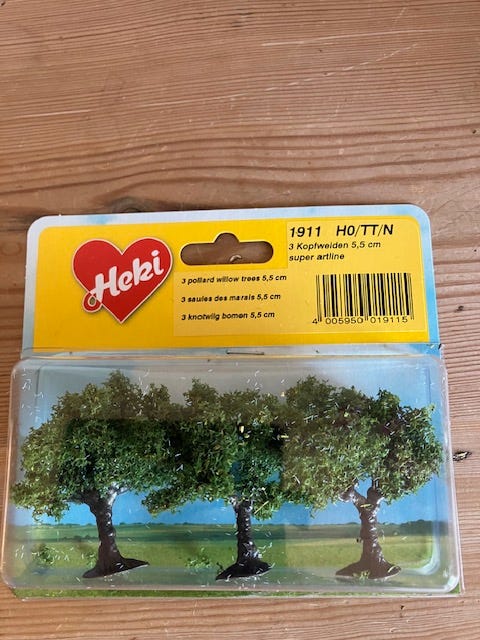 Heki
1911 H0/TT/N
3 Kopfweiden 5,5 cm
super artline
3 pollard willow trees 5,5 cm
3 saules des marais 5,5 cm
3 knotwilg bomen 5,5 cm
4 005950 019115